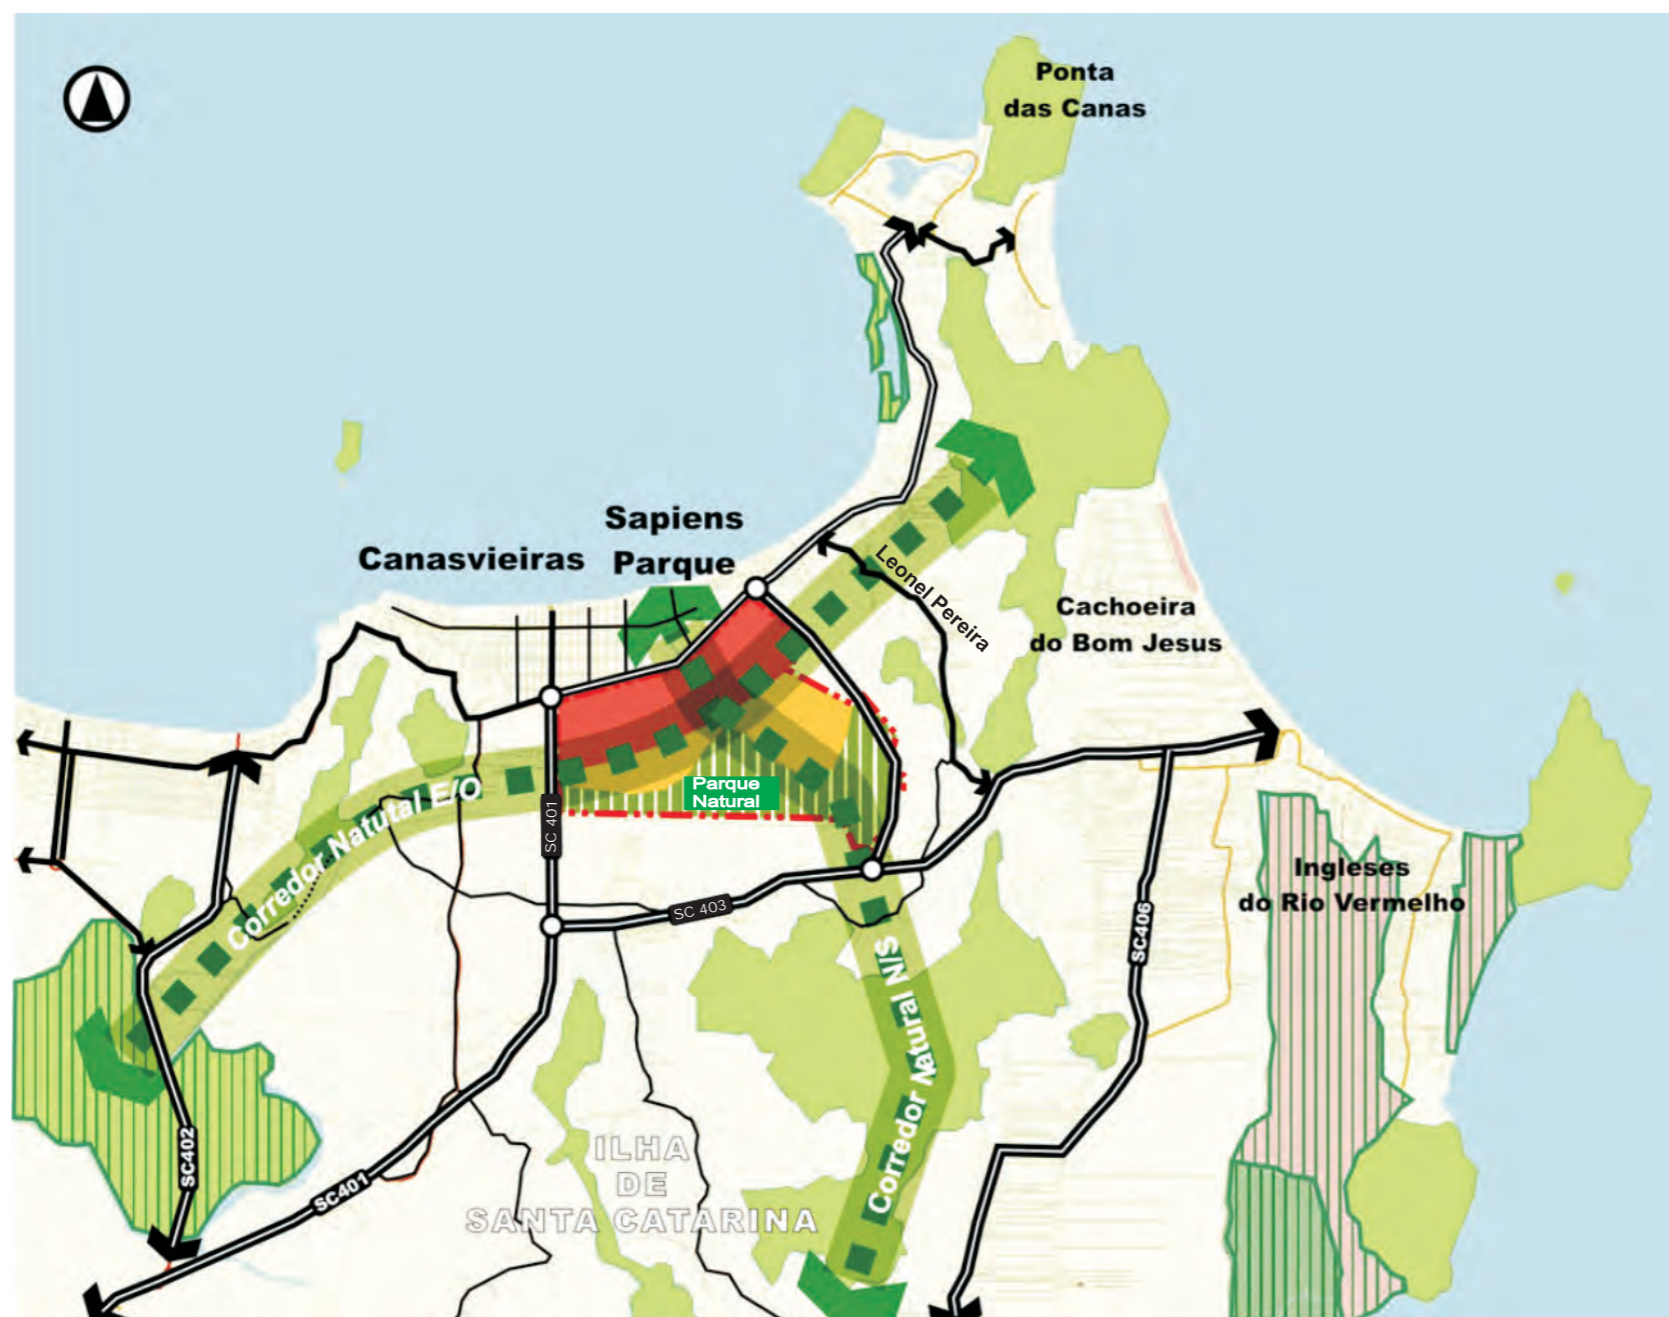 Ponta
das Canas
Sapiens
Parque
Canasvieiras
Leonel Pereira
Cachoeira
do Bom Jesus
Parque
Natural
Corredor Natutal E/O
SC 401
Ingleses
do Rio Vermelho
SC 403
SC406
Corredor Natural N/S
ILHA
DE
SANTA CATARINA
SC402
SC401